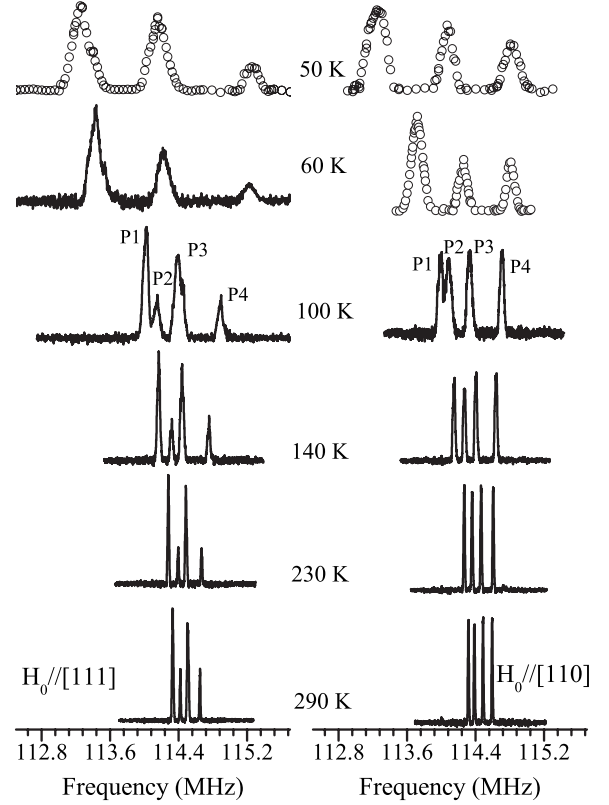 50 K
60 K
P1
P2
P3
P4
P1
P2
P3
P4
100 K
140 K
230 K
H0//[111]
H0//[110]
290 K
112.8 113.6 114.4 115.2
112.8 113.6 114.4 115.2
Frequency (MHz)
Frequency (MHz)